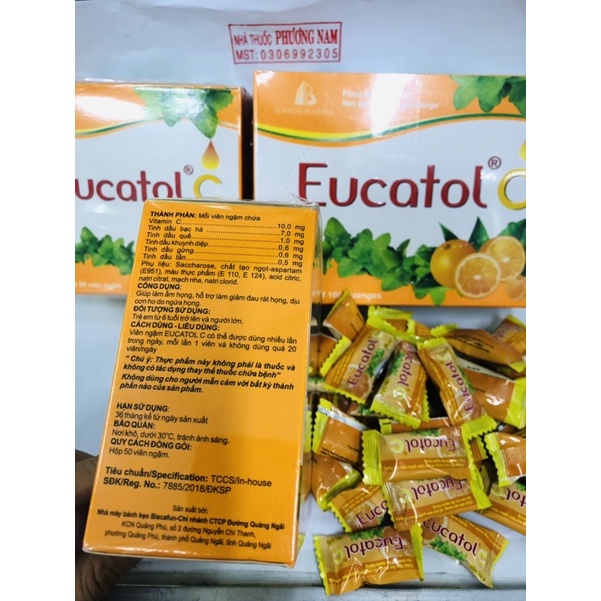 NHÀ THUỐC PHƯƠNG NAM
MST: 0306992305
BOSTON PHARMA
Eucatol® C
ucatol C
THÀNH PHẦN: Mỗi viên ngậm chứa
Vitamin C 10,0 mg
Tinh dầu bạc hà 7,0 mg
Tinh dầu quế 1,0 mg
Tinh dầu khuynh diệp 0,6 mg
Tinh dầu gừng 0,6 mg
Tinh dầu tần 0,5 mg
Phụ liệu: Saccharose, chất tạo ngọt-aspartam
(E951), màu thực phẩm (E 110, E 124), acid citric,
natri citrat, mạch nha, natri clorid.
CÔNG DỤNG:
Giúp làm ấm họng, hỗ trợ làm giảm đau rát họng, dịu
cơn ho do ngứa họng.
ĐỐI TƯỢNG SỬ DỤNG:
Trẻ em từ 6 tuổi trở lên và người lớn.
CÁCH DÙNG - LIỀU DÙNG:
Viên ngậm EUCATOL C có thể được dùng nhiều lần
trong ngày, mỗi lần 1 viên và không dùng quá 20
viên/ngày
" Chú ý: Thực phẩm này không phải là thuốc và
không có tác dụng thay thế thuốc chữa bệnh"
Không dùng cho người mẫn cảm với bất kỳ thành
phần nào của sản phẩm.
HẠN SỬ DỤNG:
36 tháng kể từ ngày sản xuất
BẢO QUẢN:
Nơi khô, dưới 30°C, tránh ánh sáng.
QUY CÁCH ĐÓNG GÓI:
Hộp 50 viên ngậm.
Tiêu chuẩn/Specification: TCCS/In-house
SĐK/Reg. No.: 7885/2018/ĐKSP
Sản xuất bởi:
Nhà máy bánh kẹo Biscafun-Chi nhánh CTCP Đường Quảng Ngãi
KCN Quảng Phú, số 2 đường Nguyễn Chí Thanh,
phường Quảng Phú, thành phố Quảng Ngãi, tỉnh Quảng Ngãi
Eucatol
Eucatol
Eucatol
Eucatol
Eucatol